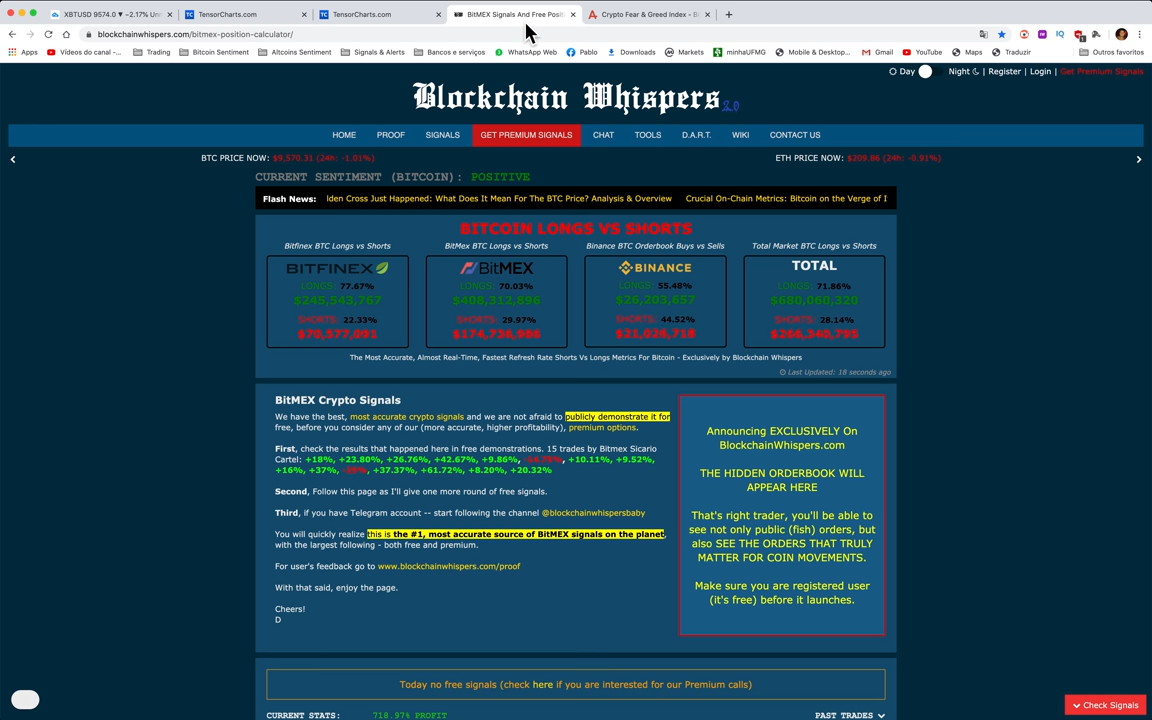 XBTUSD 9574.0 ▼ −2.17% Un
TensorCharts.com
TensorCharts.com
BitMEX Signals And Free Posit
Crypto Fear & Greed Index - Bi
blockchainwhispers.com/bitmex-position-calculator/
Apps
Vídeos do canal -...
Trading
Bitcoin Sentiment
Altcoins Sentiment
Signals & Alerts
Bancos e serviços
WhatsApp Web
Pablo
Downloads
Markets
minhaUFMG
Mobile & Desktop...
Gmail
YouTube
Maps
Traduzir
Outros favoritos
Day Night | Register | Login | Get Premium Signals
Blockchain Whispers 2.0
HOME PROOF SIGNALS GET PREMIUM SIGNALS CHAT TOOLS D.A.R.T. WIKI CONTACT US
BTC PRICE NOW: $9,570.31 (24h: -1.01%)
ETH PRICE NOW: $209.86 (24h: -0.91%)
CURRENT SENTIMENT (BITCOIN): POSITIVE
Flash News: lden Cross Just Happened: What Does It Mean For The BTC Price? Analysis & Overview Crucial On-Chain Metrics: Bitcoin on the Verge of
BITCOIN LONGS VS SHORTS
Bitfinex BTC Longs vs Shorts
BITFINEX
LONGS: 77.67%
$245,543,767
SHORTS: 22.33%
$70,577,091
BitMex BTC Longs vs Shorts
BitMEX
LONGS: 70.03%
$408,312,896
SHORTS: 29.97%
$174,736,986
Binance BTC Orderbook Buys vs Sells
BINANCE
LONGS: 55.48%
$26,203,657
SHORTS: 44.52%
$21,026,718
Total Market BTC Longs vs Shorts
TOTAL
LONGS: 71.86%
$680,060,320
SHORTS: 28.14%
$266,340,795
The Most Accurate, Almost Real-Time, Fastest Refresh Rate Shorts Vs Longs Metrics For Bitcoin - Exclusively by Blockchain Whispers
Last Updated: 18 seconds ago
BitMEX Crypto Signals
We have the best, most accurate crypto signals and we are not afraid to publicly demonstrate it for
free, before you consider any of our (more accurate, higher profitability), premium options.
First, check the results that happened here in free demonstrations. 15 trades by Bitmex Sicario
Cartel: +18%, +23.80%, +26.76%, +42.67%, +9.86%, +10.11%, +9.52%,
+16%, +37%, +37.37%, +61.72%, +8.20%, +20.32%
Second, Follow this page as I'll give one more round of free signals.
Third, if you have Telegram account -- start following the channel @blockchainwhispersbaby
You will quickly realize this is the #1, most accurate source of BitMEX signals on the planet,
with the largest following - both free and premium.
For user's feedback go to www.blockchainwhispers.com/proof
With that said, enjoy the page.
Cheers!
D
Announcing EXCLUSIVELY On
BlockchainWhispers.com
THE HIDDEN ORDERBOOK WILL
APPEAR HERE
That's right trader, you'll be able to
see not only public (fish) orders, but
also SEE THE ORDERS THAT TRULY
MATTER FOR COIN MOVEMENTS.
Make sure you are registered user
(it's free) before it launches.
Today no free signals (check here if you are interested for our Premium calls)
CURRENT STATS: 718.97% PROFIT
PAST TRADES
Check Signals